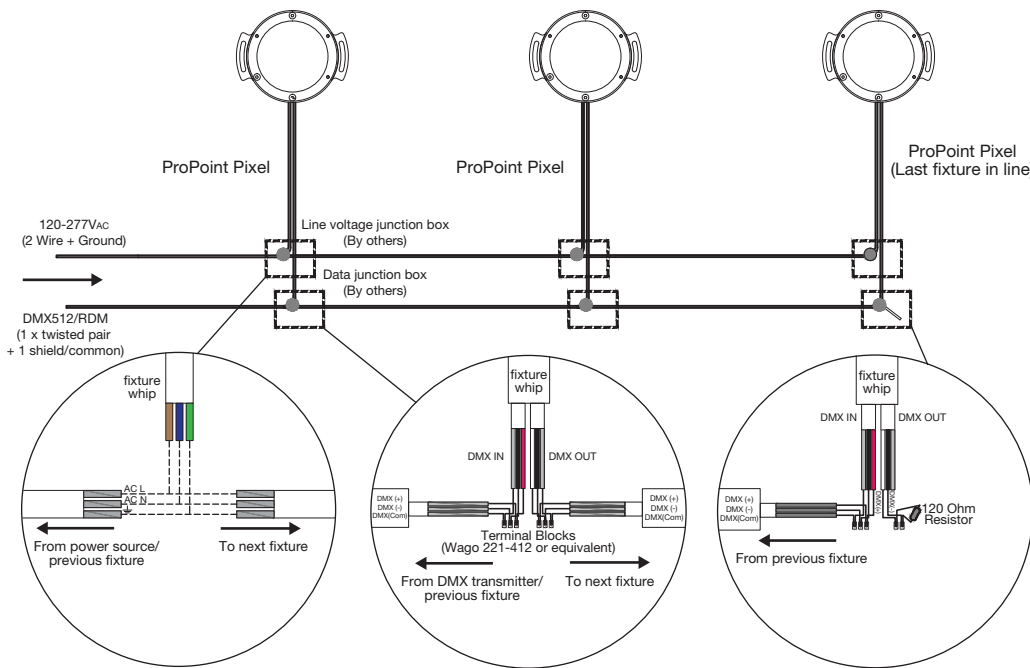 ProPoint Pixel
ProPoint Pixel
ProPoint Pixel
(Last fixture in line)
120-277VAC
(2 Wire + Ground)
Line voltage junction box
(By others)
Data junction box
(By others)
DMX512/RDM
(1 x twisted pair
+ 1 shield/common)
fixture
whip
AC L
AC N
From power source/
previous fixture
To next fixture
fixture
whip
DMX IN
DMX OUT
DMX (+)
DMX (-)
DMX(Com)
DMX (+)
DMX (-)
DMX(Com)
Terminal Blocks
(Wago 221-412 or equivalent)
From DMX transmitter/
previous fixture
To next fixture
fixture
whip
DMX IN
DMX OUT
DMX (+)
DMX (-)
DMX(Com)
120 Ohm
Resistor
From previous fixture